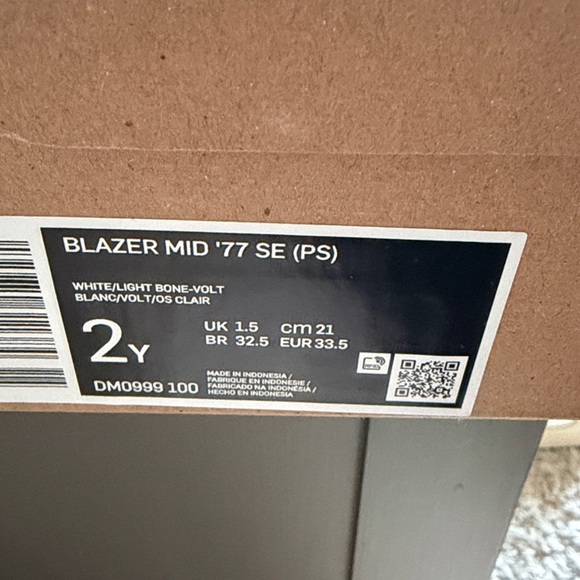 BLAZER MID '77 SE (PS)
WHITE/LIGHT BONE-VOLT
BLANC/VOLT/OS CLAIR
2Y
UK 1.5 cm 21
BR 32.5 EUR 33.5
DM0999 100
MADE IN INDONESIA /
FABRIQUE EN INDONESIE /
FABRICADO NA INDONÉSIA /
HECHO EN INDONESIA